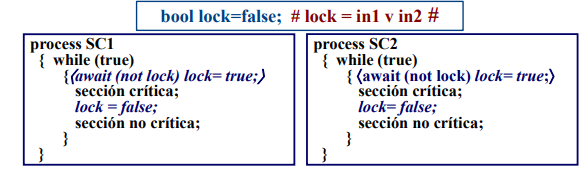 bool lock=false; # lock = in1 v in2 #
process SC1
{ while (true)
{⟨await (not lock) lock= true;⟩
sección crítica;
lock = false;
sección no crítica;
}
}
process SC2
{ while (true)
{ ⟨await (not lock) lock= true;⟩
sección crítica;
lock= false;
sección no crítica;
}
}